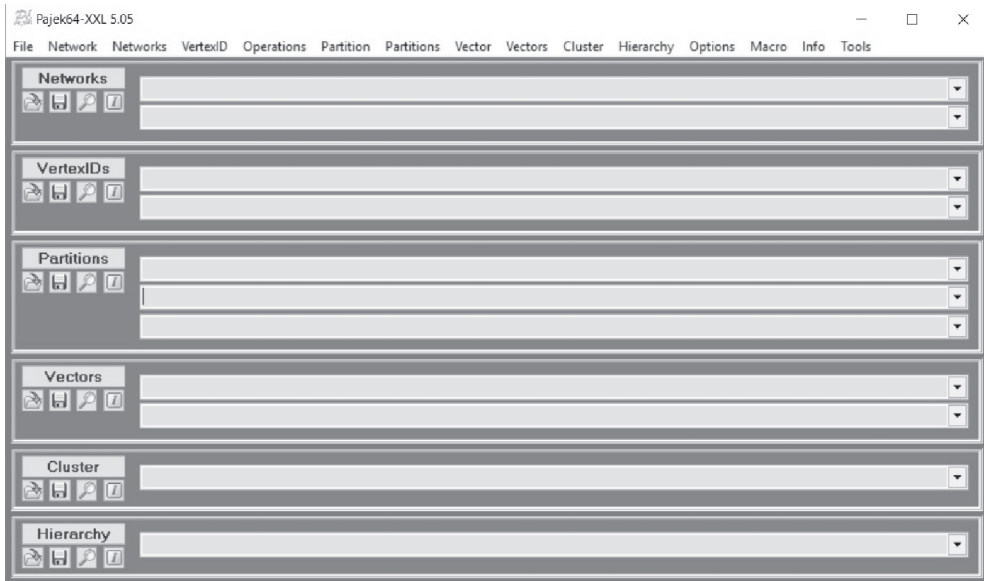 Pajek64-XXL 5.05
File Network Networks VertexID Operations Partition Partitions Vector Vectors Cluster Hierarchy Options Macro Info Tools
Networks
VertexIDs
Partitions
Vectors
Cluster
Hierarchy